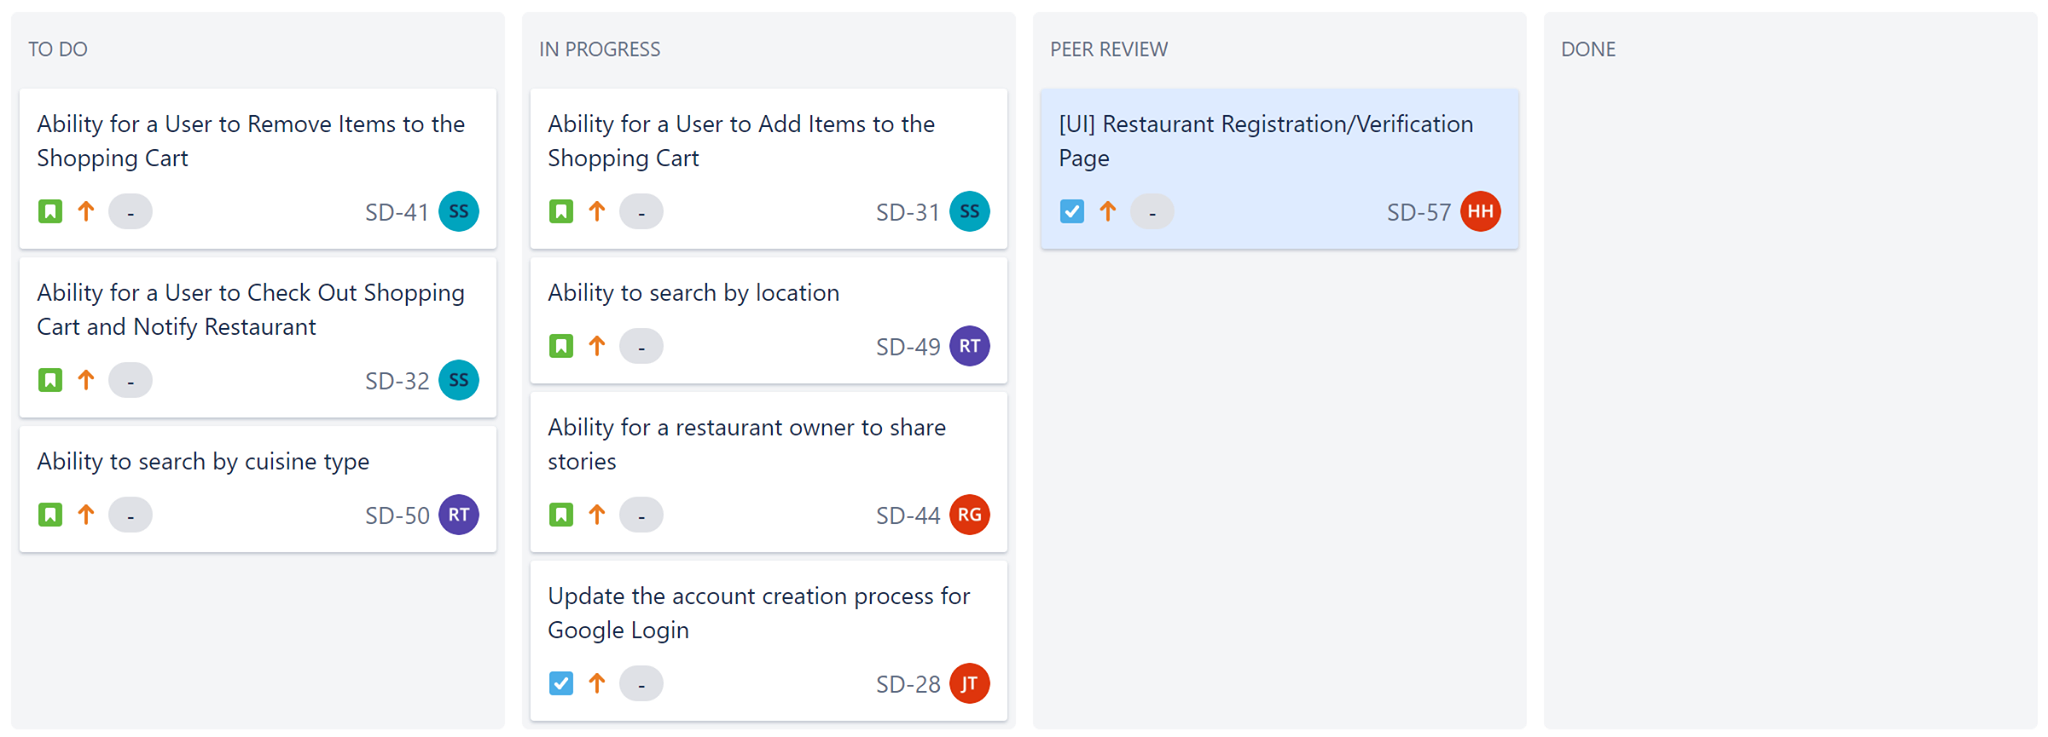 TO DO
Ability for a User to Remove Items to the
Shopping Cart
- SD-41 SS
Ability for a User to Check Out Shopping
Cart and Notify Restaurant
- SD-32 SS
Ability to search by cuisine type
- SD-50 RT
IN PROGRESS
Ability for a User to Add Items to the
Shopping Cart
- SD-31 SS
Ability to search by location
- SD-49 RT
Ability for a restaurant owner to share
stories
- SD-44 RG
Update the account creation process for
Google Login
- SD-28 JT
PEER REVIEW
[UI] Restaurant Registration/Verification
Page
- SD-57 HH
DONE